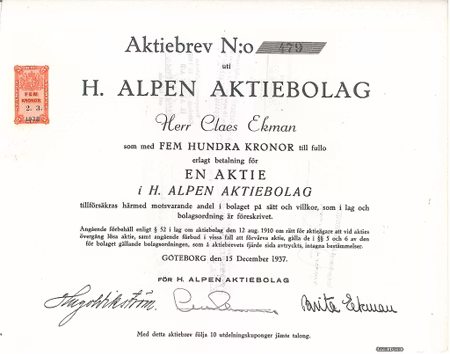 Aktiebrev N:o 479
uti
H. ALPEN AKTIEBOLAG
FEM
KRONOR
2. 3.
Herr Claes Ekman
som med FEM HUNDRA KRONOR till fullo
erlagt betalning för
EN AKTIE
i H. ALPEN AKTIEBOLAG
tillförsäkras härmed motsvarande andel i bolaget på sätt och villkor, som i lag och
bolagsordning är föreskrivet.
Angående förbehåll enligt § 52 i lag om aktiebolag den 12 aug. 1910 om rätt för aktieägare att vid akties
övergång lösa aktie, samt angående förbud i vissa fall att förvärva aktie, gälla de i §§ 5 och 6 av den
för bolaget gällande bolagsordningen, som å aktiebrevets fjärde sida avtryckts, intagna bestämmelser.
GÖTEBORG den 15 December 1937.
FÖR H. ALPEN AKTIEBOLAG
Brita Ekman
Med detta aktiebrev följa 10 utdelningskuponger jämte talong.